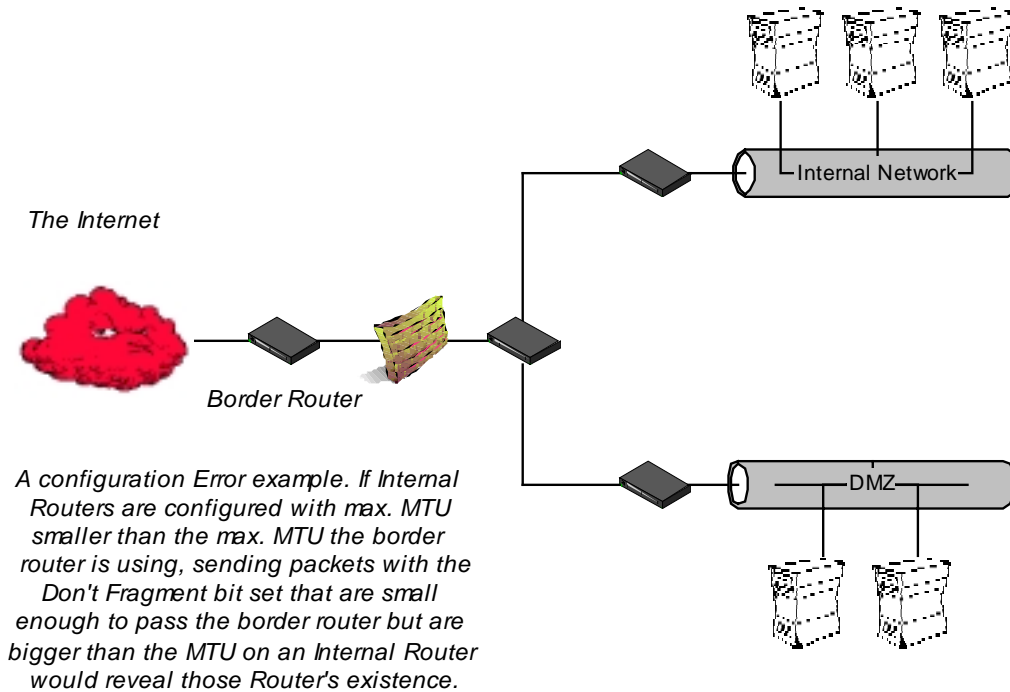 Internal Network
The Internet
Border Router
DMZ
A configuration Error example. If Internal
Routers are configured with max. MTU
smaller than the max. MTU the border
router is using, sending packets with the
Don't Fragment bit set that are small
enough to pass the border router but are
bigger than the MTU on an Internal Router
would reveal those Router's existence.